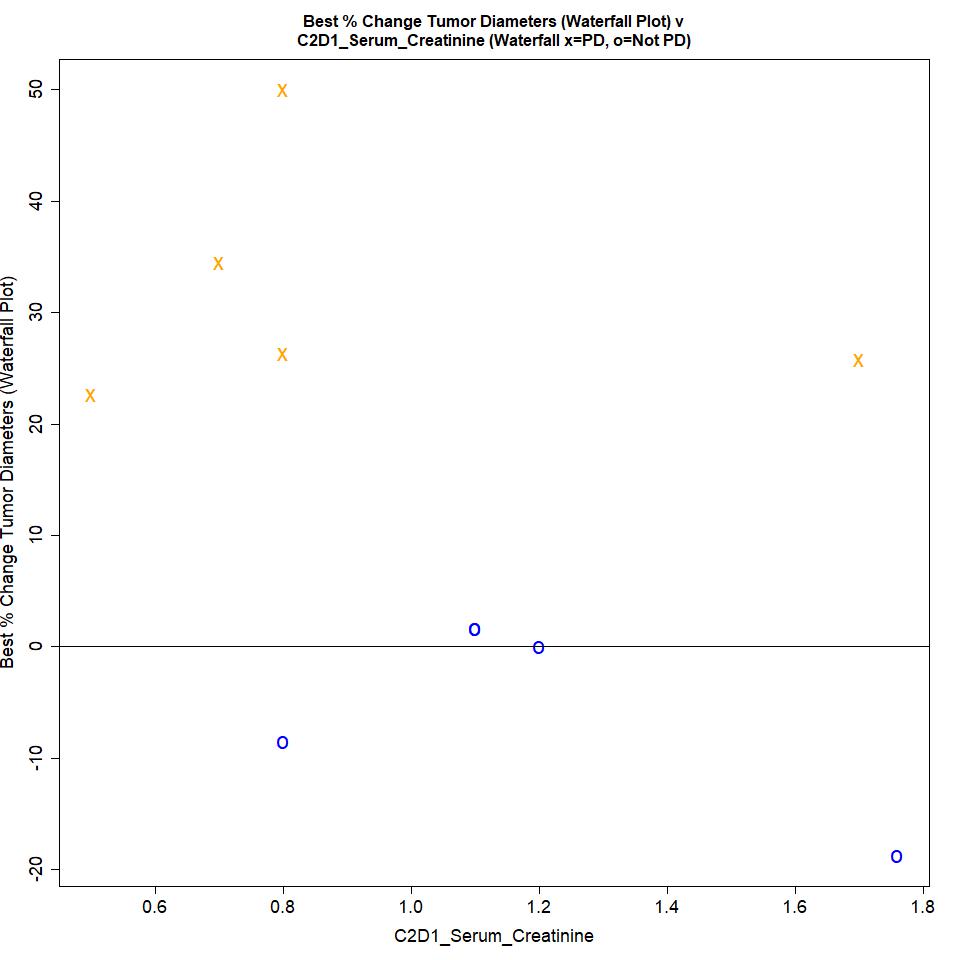 Best % Change Tumor Diameters (Waterfall Plot) v
C2D1_Serum_Creatinine (Waterfall x=PD, o=Not PD)
Best % Change Tumor Diameters (Waterfall Plot)
50
40
30
20
10
0
-10
-20
X
X
X
X
X
O
O
O
O
0.6 0.8 1.0 1.2 1.4 1.6 1.8
C2D1_Serum_Creatinine